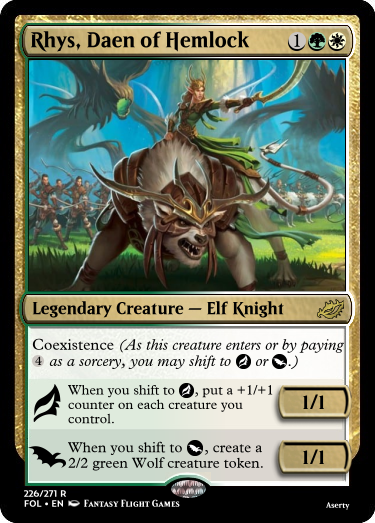 Rhys, Daen of Hemlock 1
Legendary Creature — Elf Knight
Coexistence (As this creature enters or by paying
4 as a sorcery, you may shift to or .)
When you shift to , put a +1/+1
counter on each creature you
control.
1/1
When you shift to , create a
2/2 green Wolf creature token.
1/1
226/271 R
FOL • EN Fantasy Flight Games
Aserty